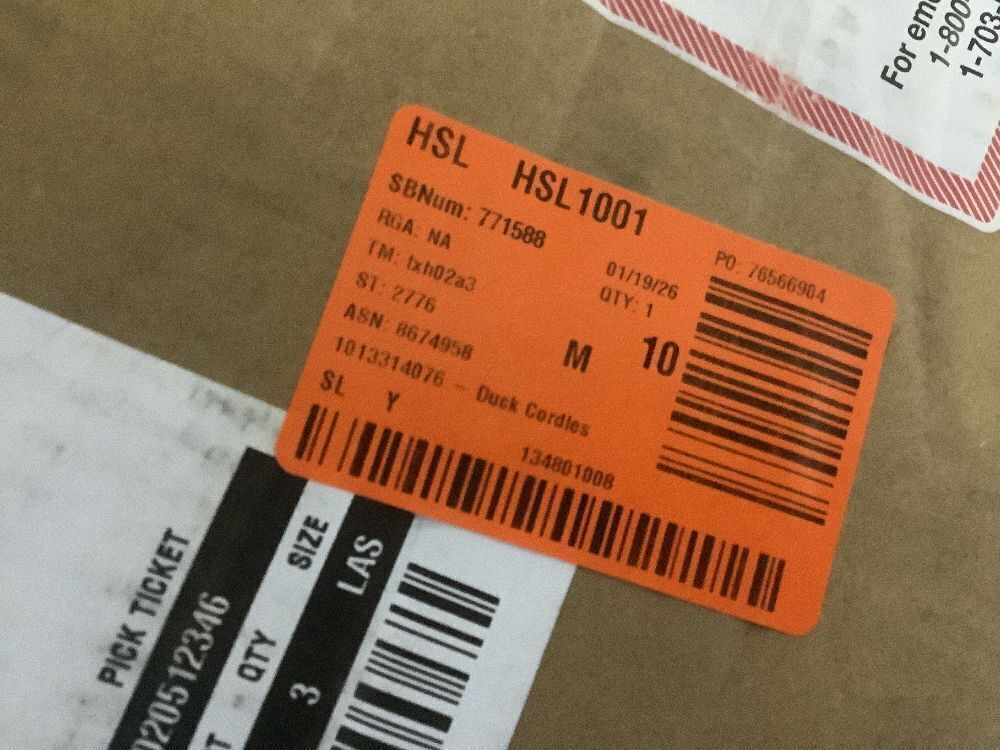 HSL HSL1001
SBNum: 771588
RGA: NA
TM: txh02a3
ST: 2776
ASN: 8674958
1013314076 - Duck Cordles
SL Y
01/19/26
QTY: 1
M 10
PO: 76566904
134801008
For
1-800
1-703-
PICK TICKET
020512346
QTY
3
SIZE
LAS